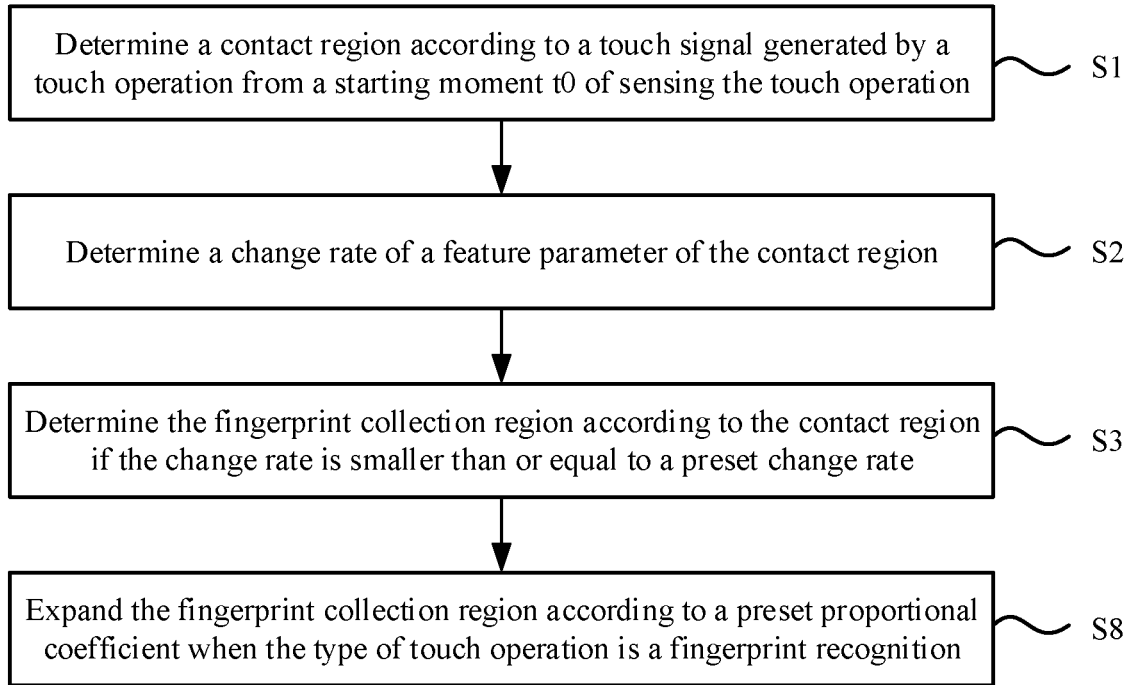 Determine a contact region according to a touch signal generated by a
touch operation from a starting moment t0 of sensing the touch operation
S1
Determine a change rate of a feature parameter of the contact region
S2
Determine the fingerprint collection region according to the contact region
if the change rate is smaller than or equal to a preset change rate
S3
Expand the fingerprint collection region according to a preset proportional
coefficient when the type of touch operation is a fingerprint recognition
S8